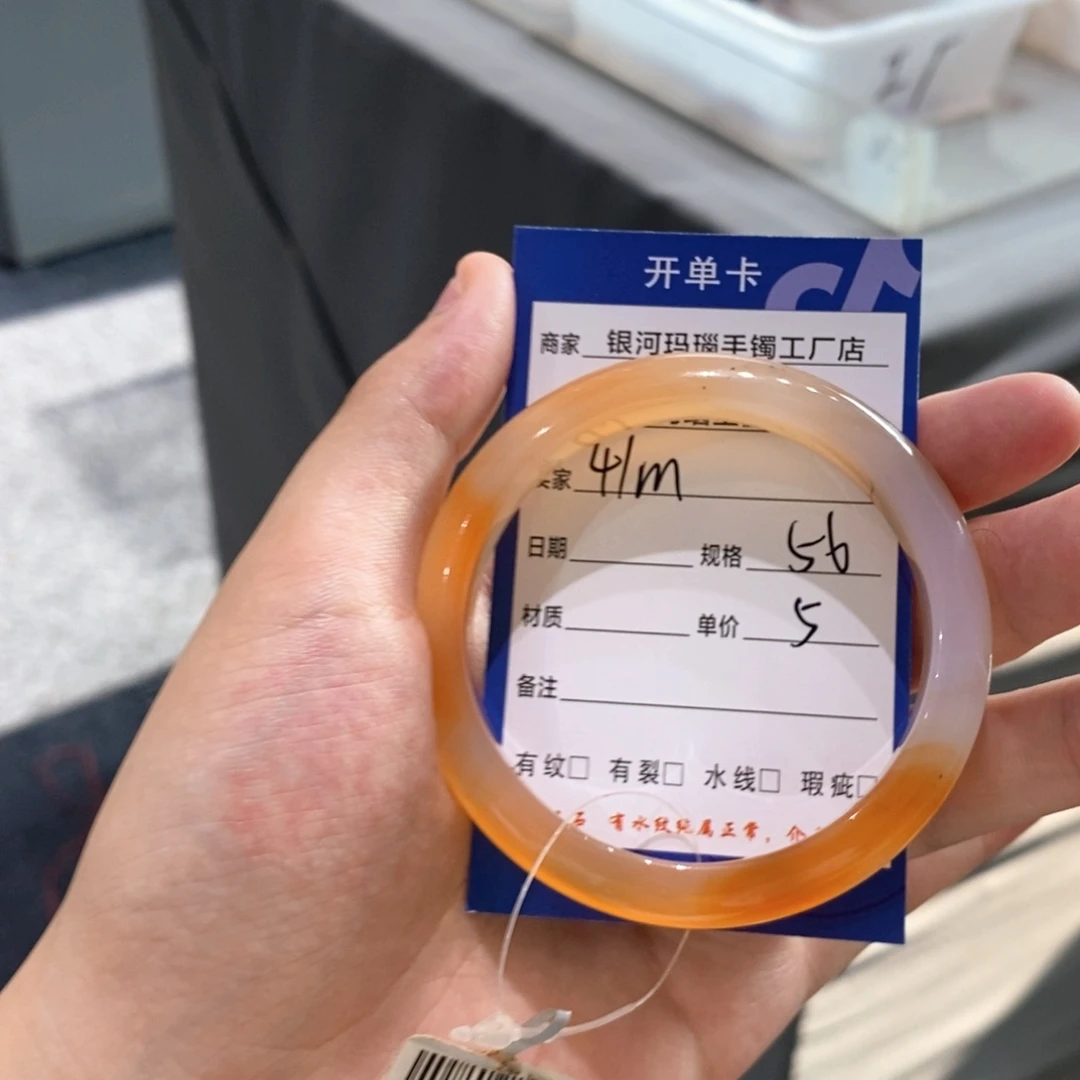 开单卡
商家 银河玛瑙手镯工厂店
家 41m
日期 规格 56
材质 单价 5
备注
有纹□ 有裂□ 水线□ 瑕疵□
石 有水纹纯属正常，介